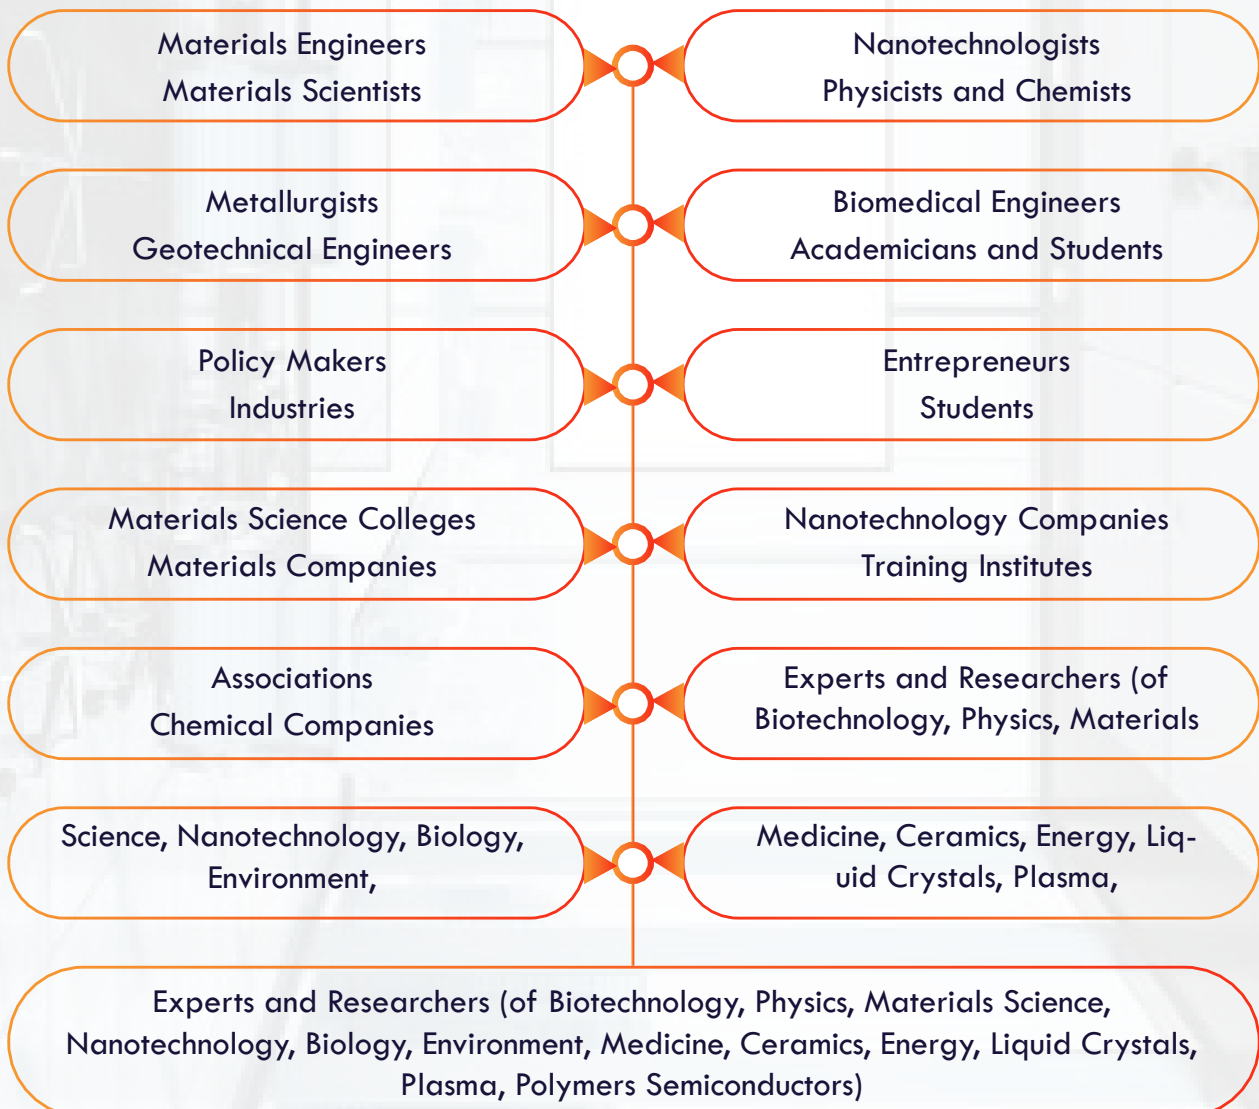 Materials Engineers
Materials Scientists
Nanotechnologists
Physicists and Chemists
Metallurgists
Geotechnical Engineers
Biomedical Engineers
Academicians and Students
Policy Makers
Industries
Entrepreneurs
Students
Materials Science Colleges
Materials Companies
Nanotechnology Companies
Training Institutes
Associations
Chemical Companies
Experts and Researchers (of
Biotechnology, Physics, Materials
Science, Nanotechnology, Biology,
Environment,
Medicine, Ceramics, Energy, Liq-
uid Crystals, Plasma,
Experts and Researchers (of Biotechnology, Physics, Materials Science,
Nanotechnology, Biology, Environment, Medicine, Ceramics, Energy, Liquid Crystals,
Plasma, Polymers Semiconductors)